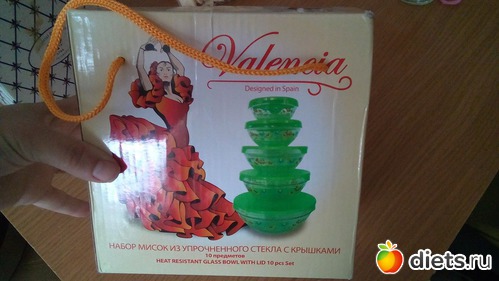 Valencia
Designed in Spain
НАБОР МИСОК ИЗ УПРОЧНЕННОГО СТЕКЛА С КРЫШКАМИ
10 предметов
HEAT RESISTANT GLASS BOWL WITH LID 10 pcs Set
diets.ru